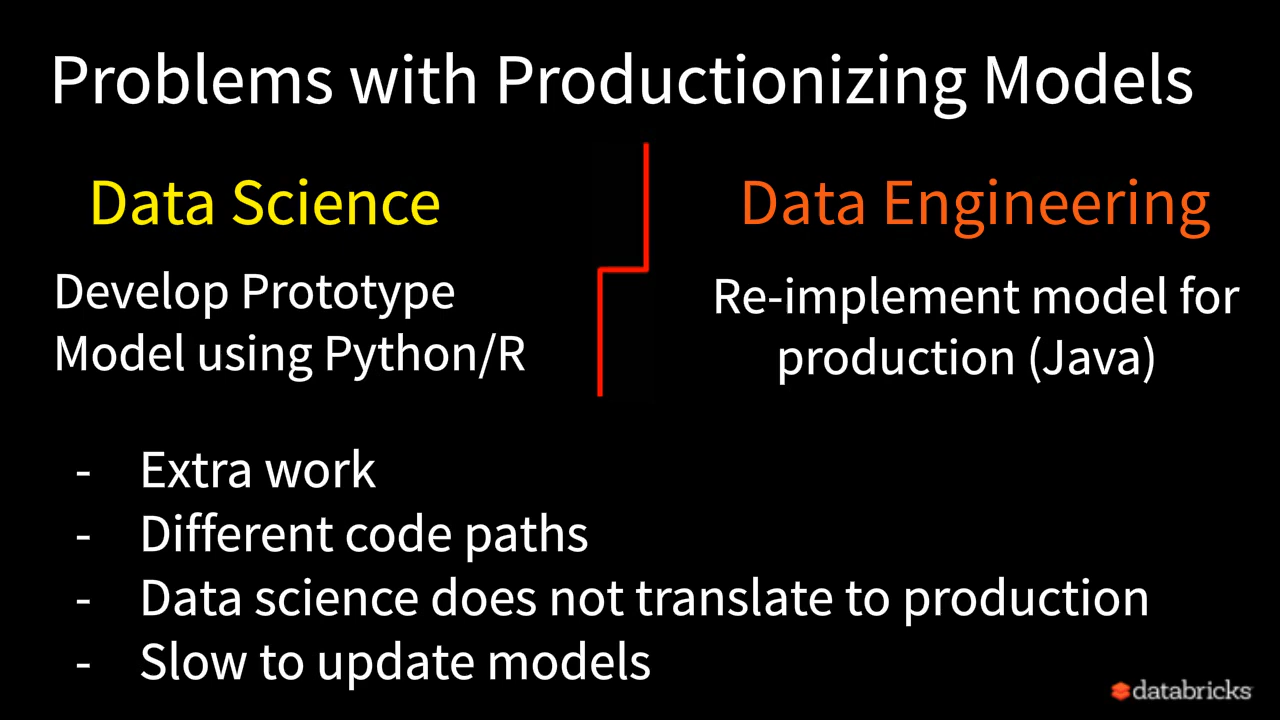 Problems with Productionizing Models
Data Science
Develop Prototype
Model using Python/R
Data Engineering
Re-implement model for
production (Java)
- Extra work
- Different code paths
- Data science does not translate to production
- Slow to update models
databricks